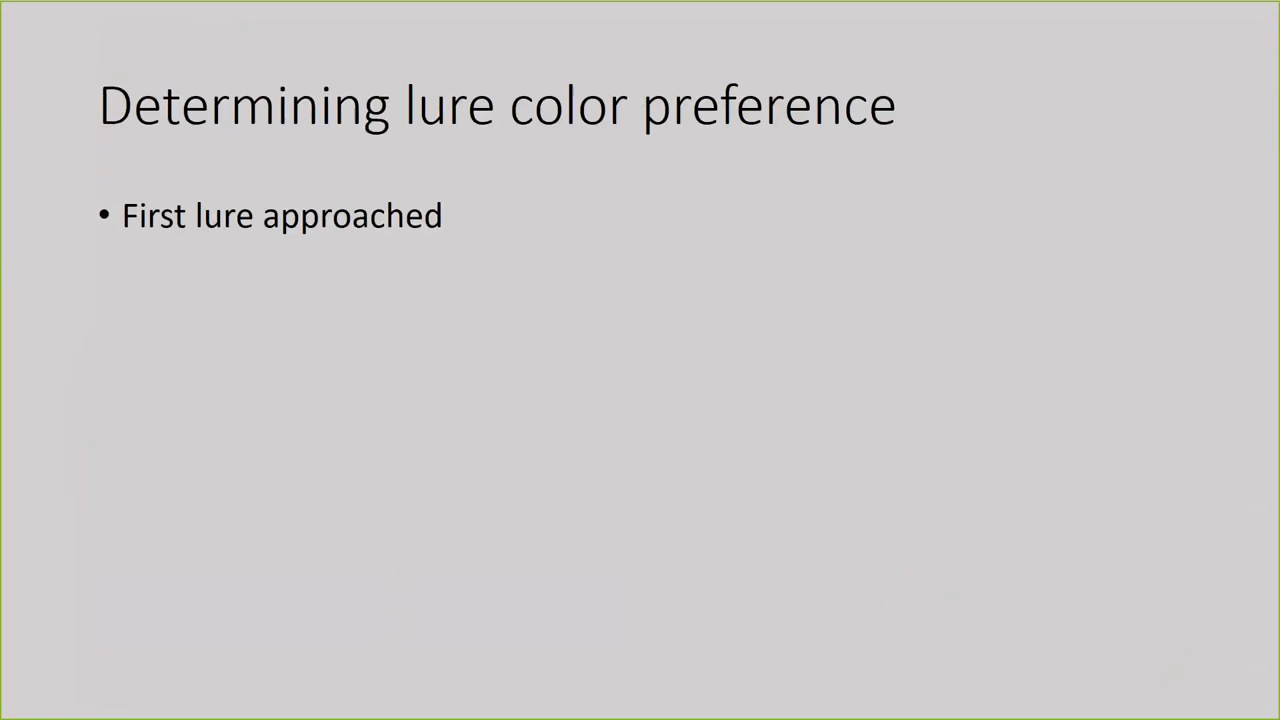 Determining lure color preference
• First lure approached